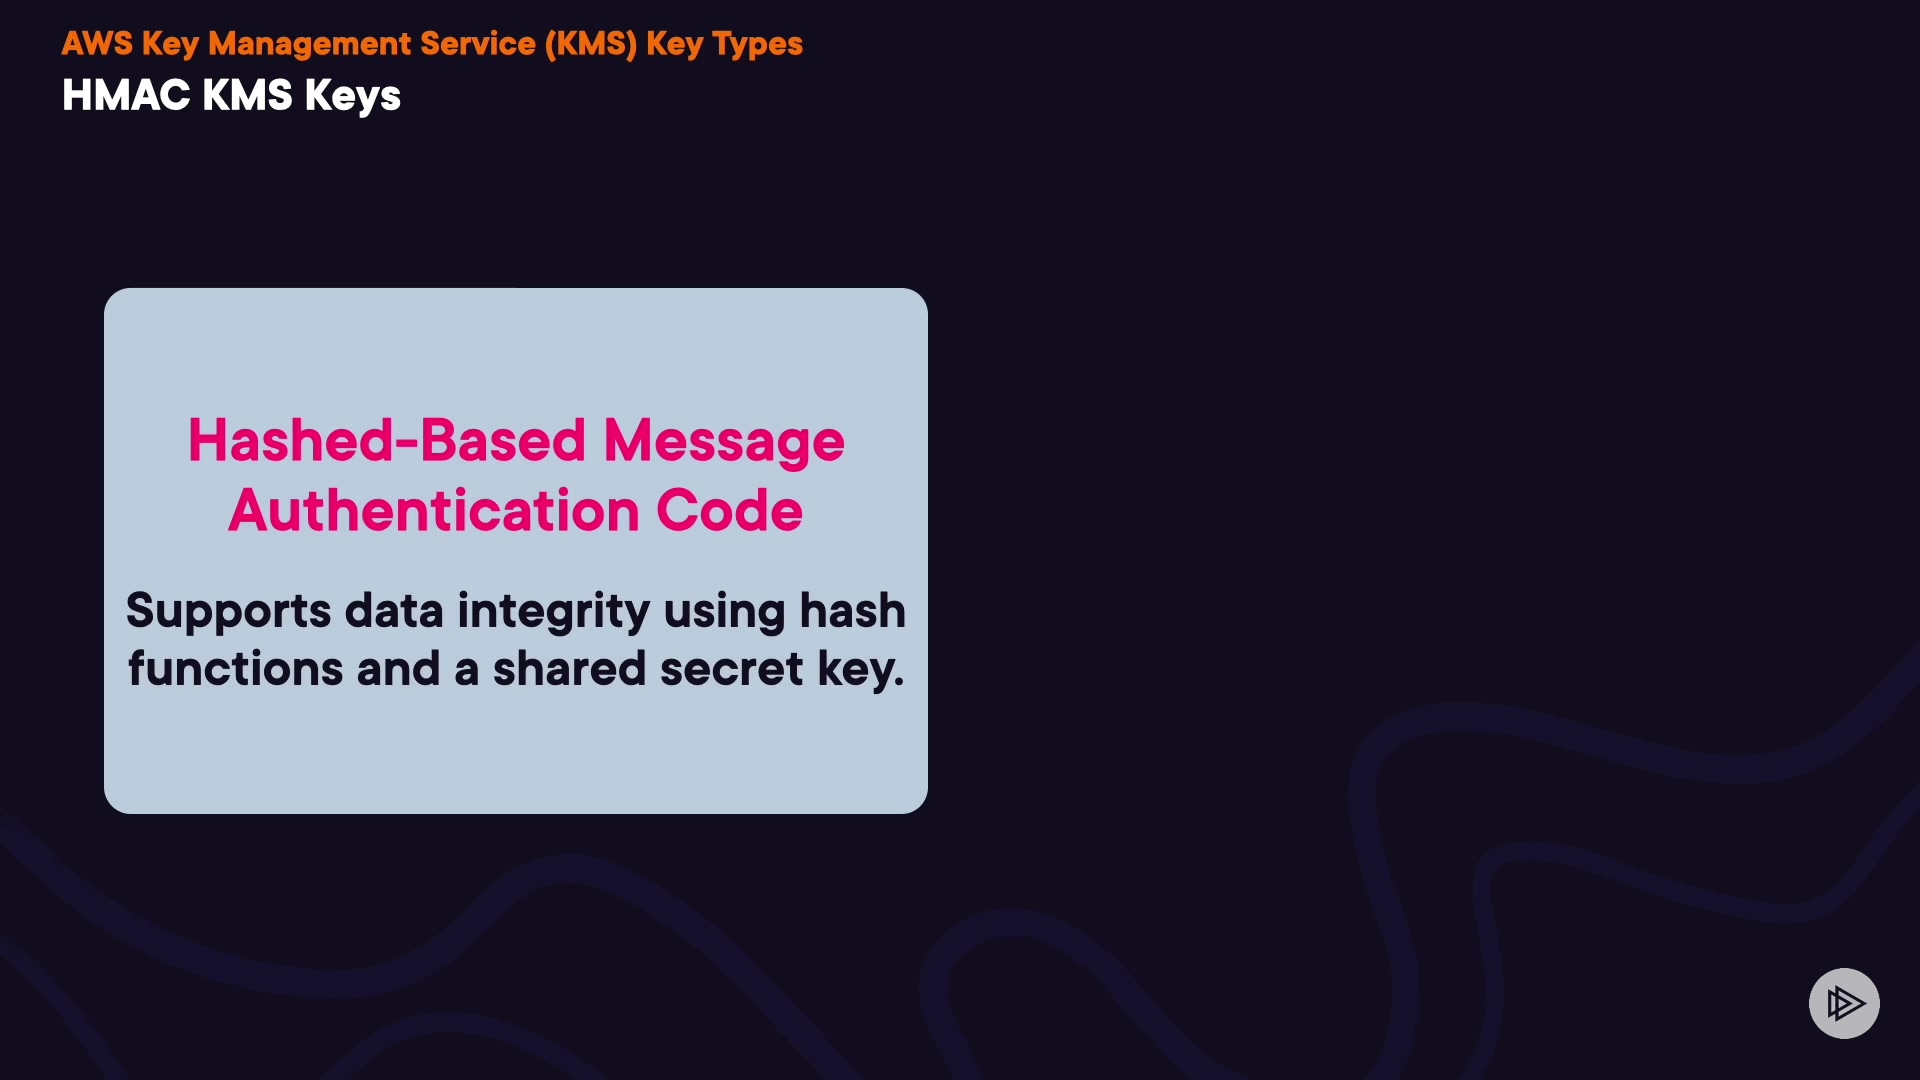 AWS Key Management Service (KMS) Key Types
HMAC KMS Keys
Hashed-Based Message
Authentication Code
Supports data integrity using hash
functions and a shared secret key.